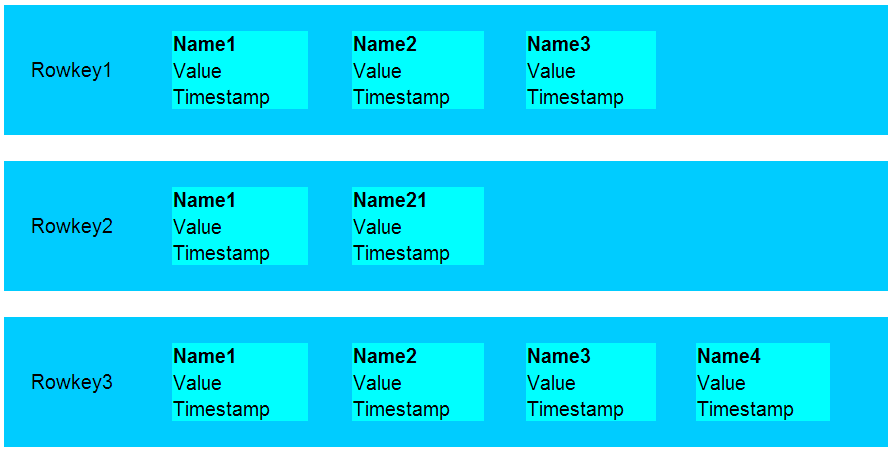 Name1 Name2 Name3
Rowkey1 Value Value Value
Timestamp Timestamp Timestamp
Name1 Name21
Rowkey2 Value Value
Timestamp Timestamp
Name1 Name2 Name3 Name4
Rowkey3 Value Value Value Value
Timestamp Timestamp Timestamp Timestamp